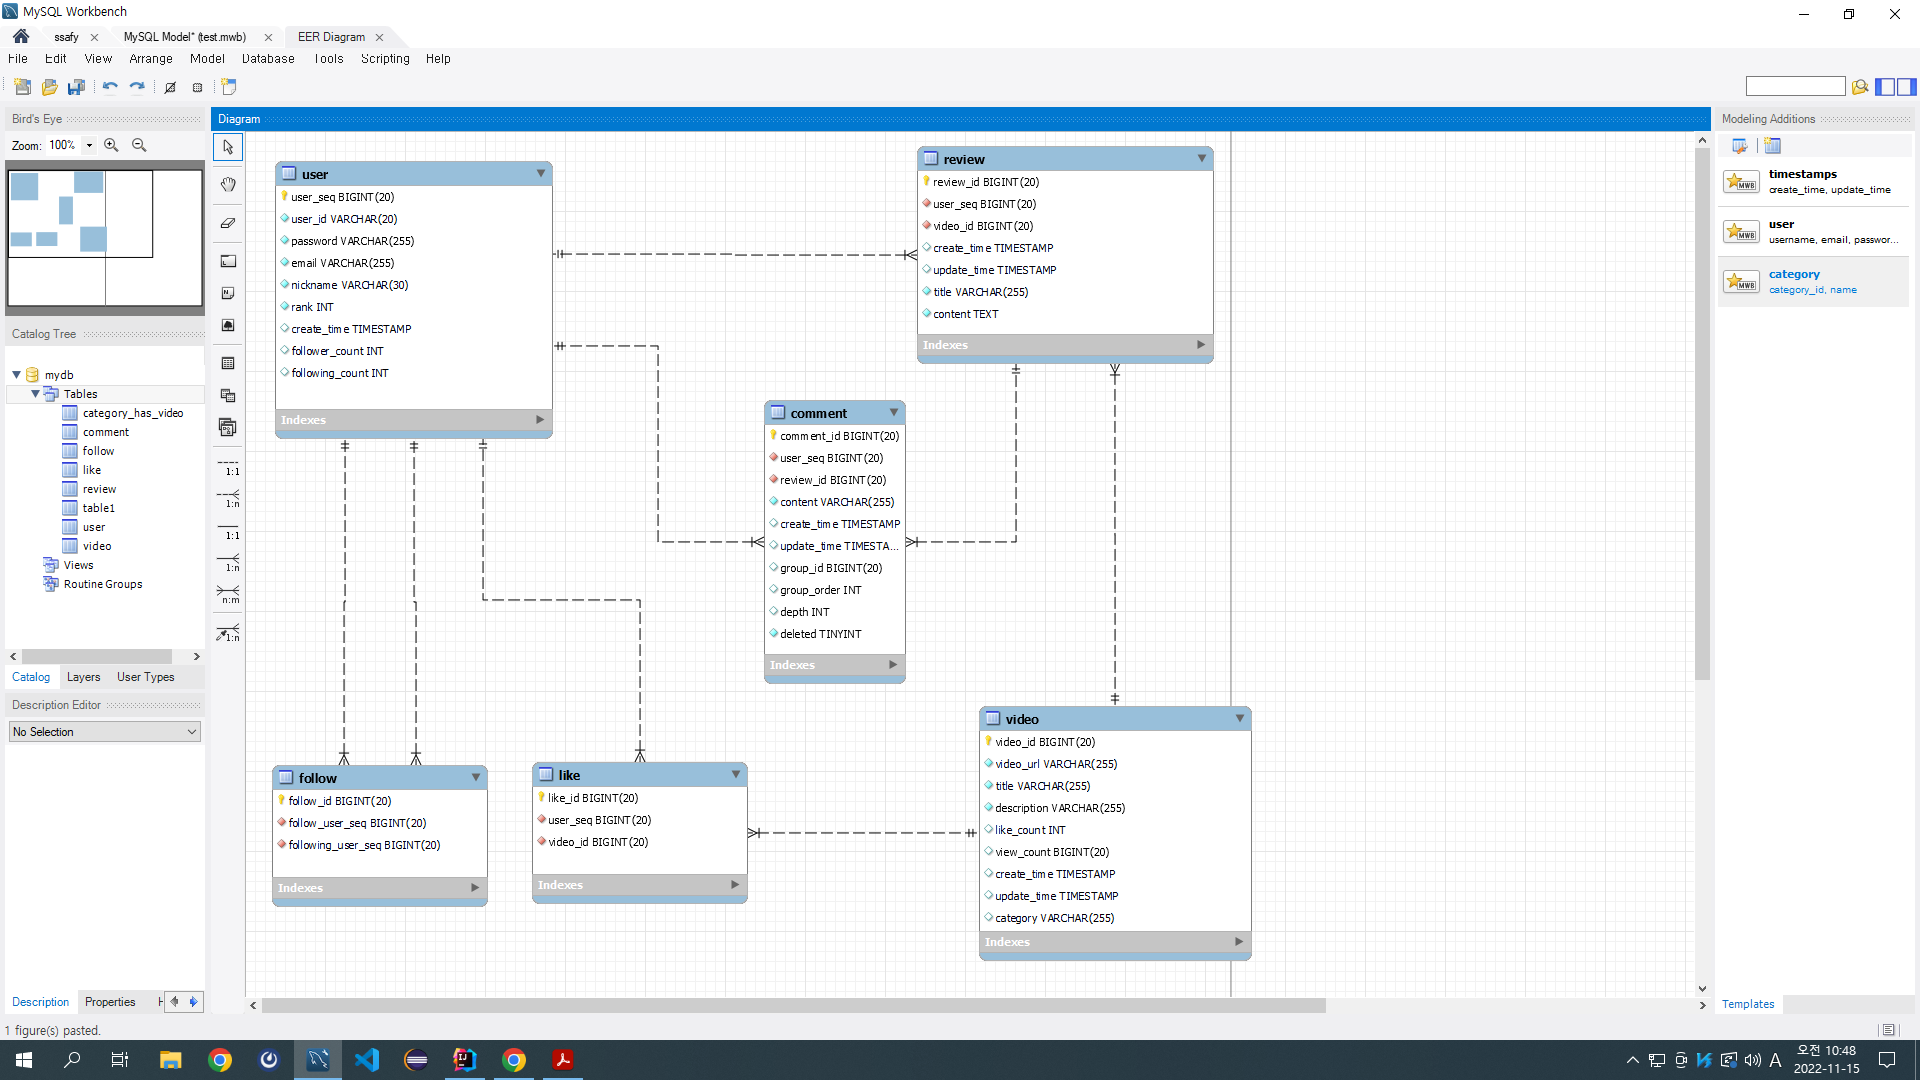 MySQL Workbench
ssafy
MySQL Model* (test.mwb)
EER Diagram
File Edit View Arrange Model Database Tools Scripting Help
Bird's Eye
Zoom: 100%
Catalog Tree
mydb
Tables
category_has_video
comment
follow
like
review
table1
user
video
Views
Routine Groups
Catalog Layers User Types
Description Editor
No Selection
Description Properties H
1 figure(s) pasted.
Diagram
1:1
1:n
1:1
1:n
n:m
1:n
user
user_seq BIGINT(20)
user_id VARCHAR(20)
password VARCHAR(255)
email VARCHAR(255)
nickname VARCHAR(30)
rank INT
create_time TIMESTAMP
follower_count INT
following_count INT
Indexes
review
review_id BIGINT(20)
user_seq BIGINT(20)
video_id BIGINT(20)
create_time TIMESTAMP
update_time TIMESTAMP
title VARCHAR(255)
content TEXT
Indexes
comment
comment_id BIGINT(20)
user_seq BIGINT(20)
review_id BIGINT(20)
content VARCHAR(255)
create_time TIMESTAMP
update_time TIMESTA...
group_id BIGINT(20)
group_order INT
depth INT
deleted TINYINT
Indexes
follow
follow_id BIGINT(20)
follow_user_seq BIGINT(20)
following_user_seq BIGINT(20)
Indexes
like
like_id BIGINT(20)
user_seq BIGINT(20)
video_id BIGINT(20)
Indexes
video
video_id BIGINT(20)
video_url VARCHAR(255)
title VARCHAR(255)
description VARCHAR(255)
like_count INT
view_count BIGINT(20)
create_time TIMESTAMP
update_time TIMESTAMP
category VARCHAR(255)
Indexes
Modeling Additions
MWB
timestamps
create_time, update_time
MWB
user
username, email, passwor...
MWB
category
category_id, name
Templates
A
오전 10:48
2022-11-15